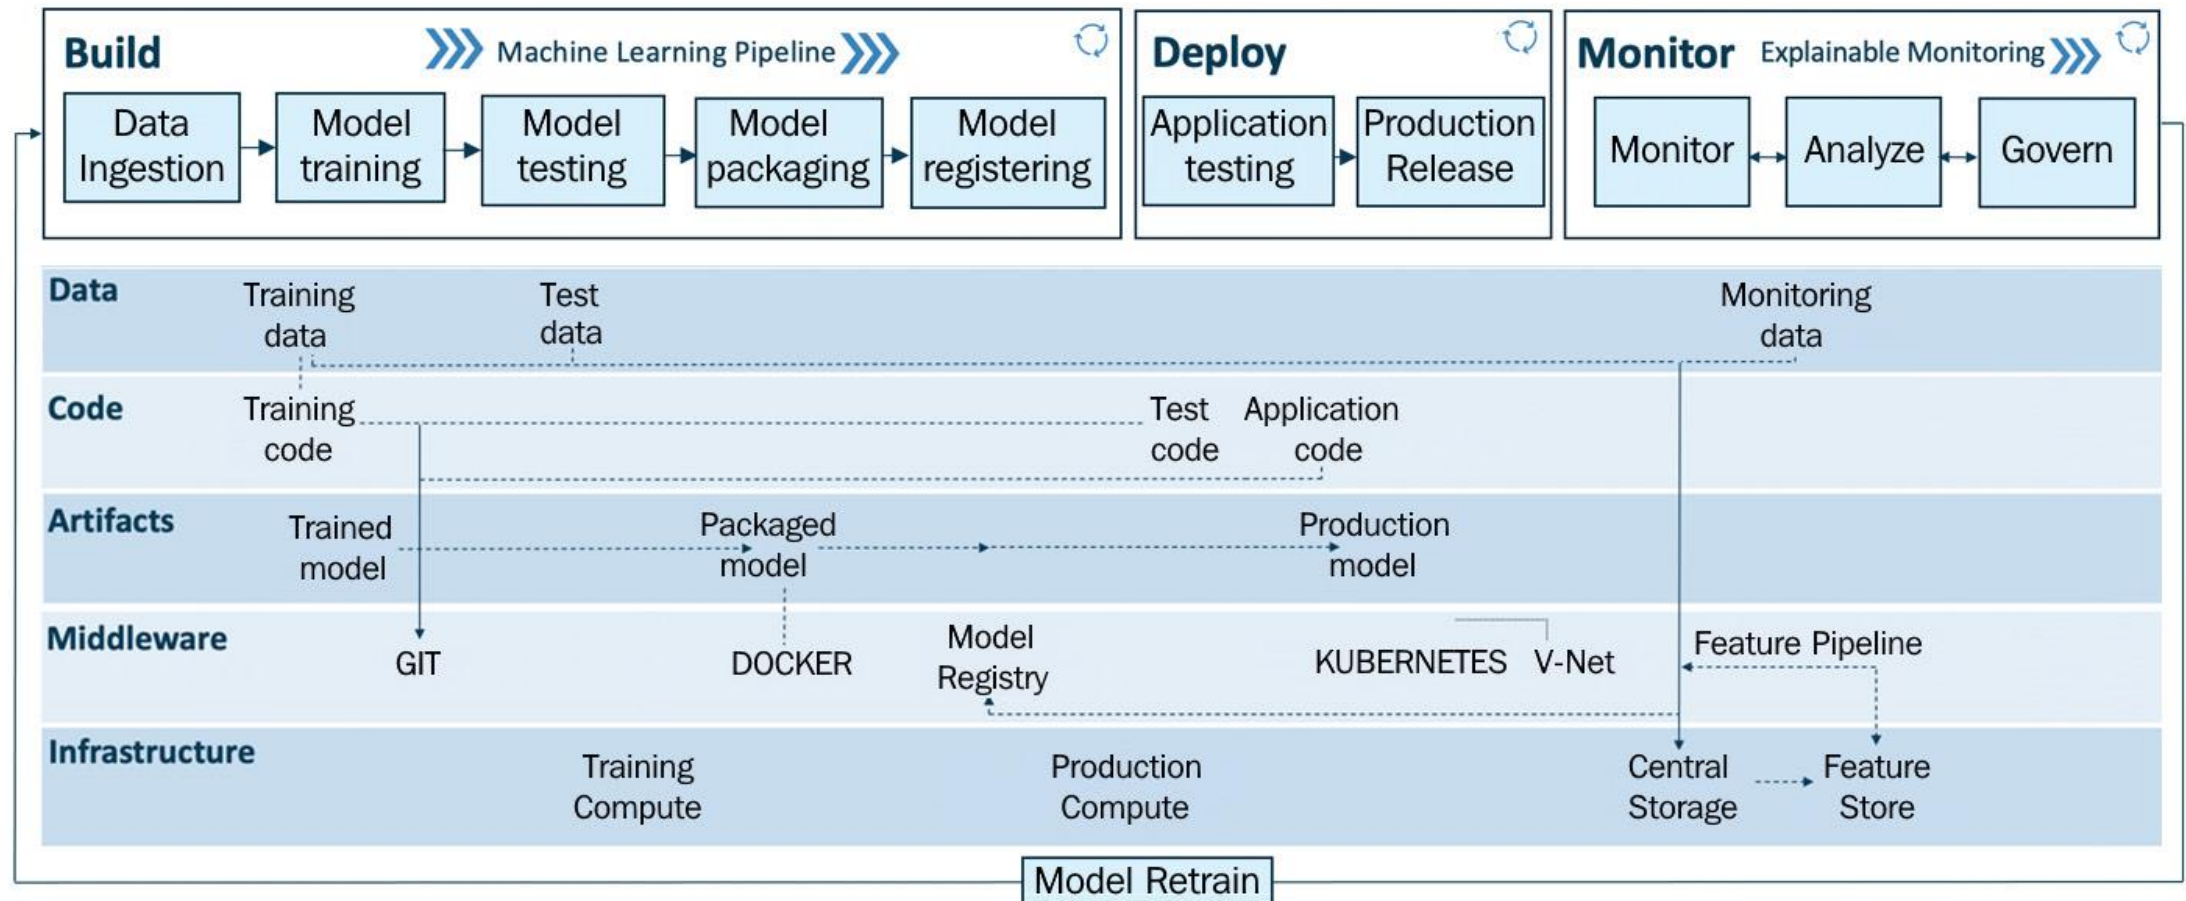 Build
Machine Learning Pipeline
Data
Ingestion
Model
training
Model
testing
Model
packaging
Model
registering
Deploy
Application
testing
Production
Release
Monitor
Explainable Monitoring
Monitor
Analyze
Govern
Data
Training
data
Test
data
Monitoring
data
Code
Training
code
Test
code
Application
code
Artifacts
Trained
model
Packaged
model
Production
model
Middleware
GIT
DOCKER
Model
Registry
KUBERNETES
V-Net
Feature Pipeline
Infrastructure
Training
Compute
Production
Compute
Central
Storage
Feature
Store
Model Retrain